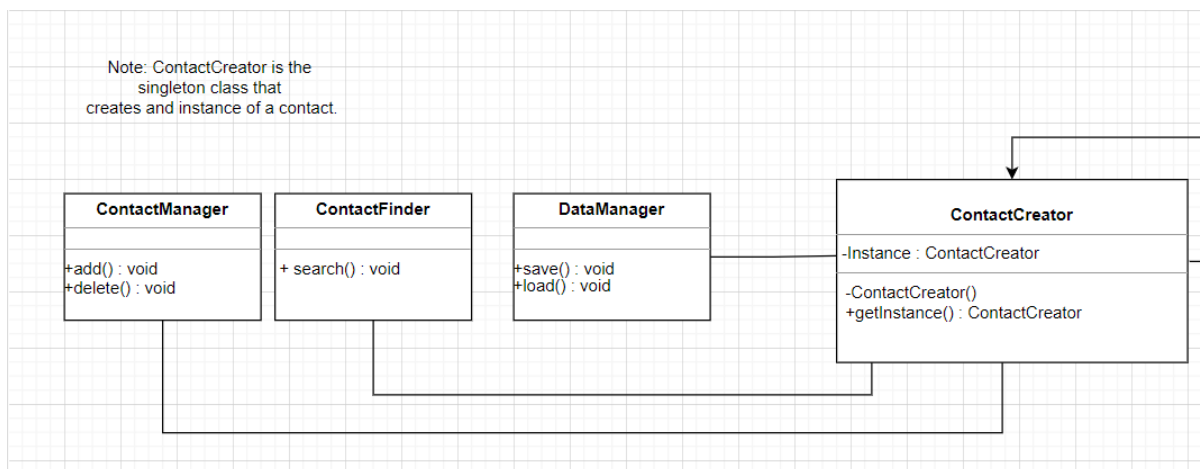 Note: ContactCreator is the
singleton class that
creates and instance of a contact.
ContactManager
+add() : void
+delete() : void
ContactFinder
+ search() : void
DataManager
+save() : void
+load() : void
ContactCreator
-Instance : ContactCreator
-ContactCreator()
+getInstance() : ContactCreator